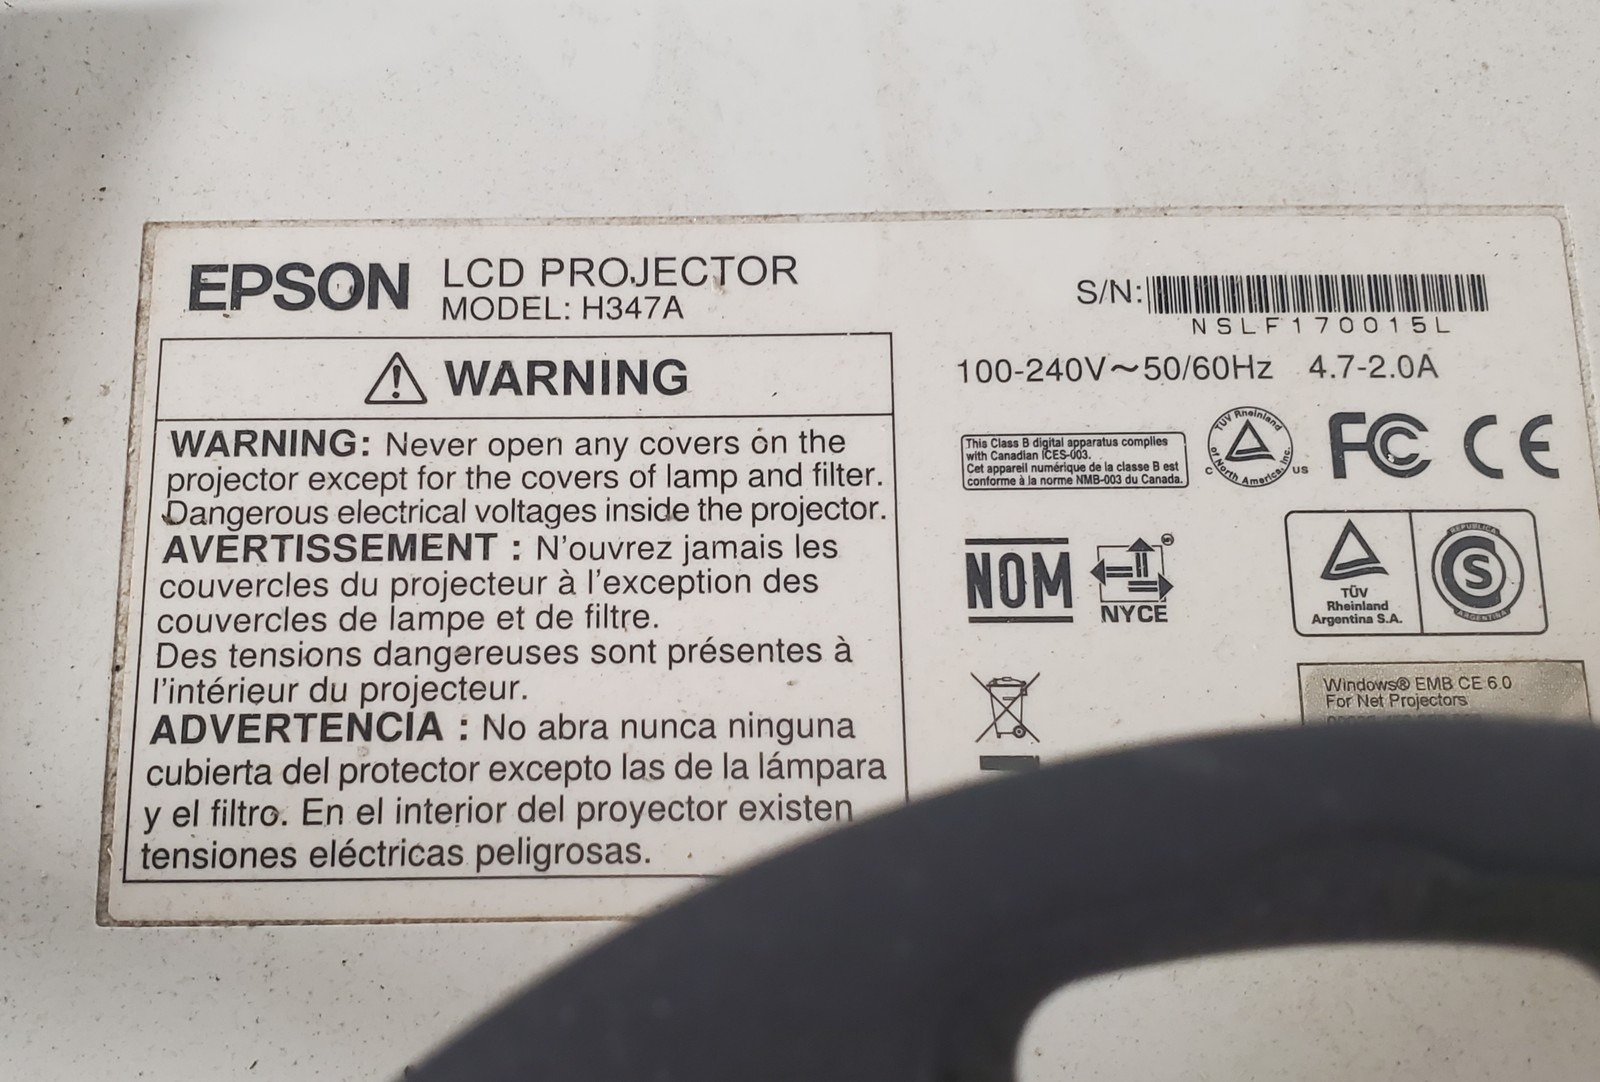 EPSON LCD PROJECTOR
MODEL: H347A
S/N:
NSLF170015L
100-240V~50/60Hz 4.7-2.0A
⚠ WARNING
WARNING: Never open any covers on the
projector except for the covers of lamp and filter.
Dangerous electrical voltages inside the projector.
AVERTISSEMENT : N'ouvrez jamais les
couvercles du projecteur à l'exception des
couvercles de lampe et de filtre.
Des tensions dangereuses sont présentes à
l'intérieur du projecteur.
ADVERTENCIA : No abra nunca ninguna
cubierta del protector excepto las de la lámpara
y el filtro. En el interior del proyector existen
tensiones eléctricas peligrosas.
This Class B digital apparatus complies
with Canadian ICES-003.
Cet appareil numérique de la classe B est
conforme à la norme NMB-003 du Canada.
TÜV Rheinland
of North America, Inc.
C US
FC CE
NOM
NYCE
TÜV
Rheinland
Argentina S.A.
REPUBLICA
S
ARGENTINA
Windows® EMB CE 6.0
For Net Projectors